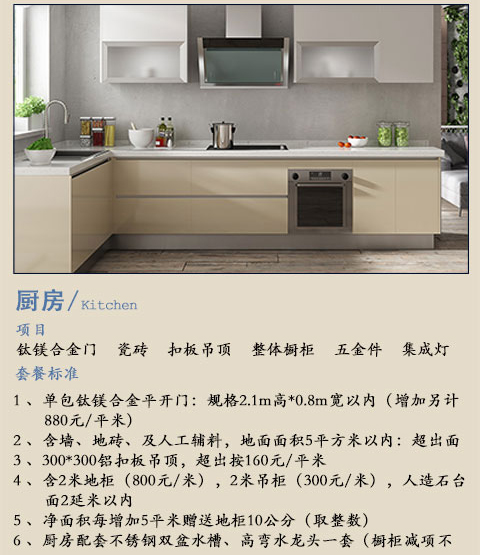 厨房/Kitchen
项目
钛镁合金门 瓷砖 扣板吊顶 整体橱柜 五金件 集成灯
套餐标准
1、单包钛镁合金平开门：规格2.1m高*0.8m宽以内（增加另计
880元/平米）
2、含墙、地砖、及人工辅料，地面面积5平方米以内：超出面
3、300*300铝扣板吊顶，超出按160元/平米
4、含2米地柜（800元/米），2米吊柜（300元/米），人造石台
面2延米以内
5、净面积每增加5平米赠送地柜10公分（取整数）
6、厨房配套不锈钢双盆水槽、高弯水龙头一套（橱柜减项不